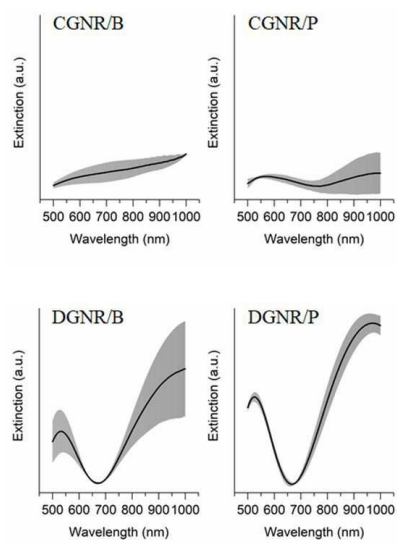 CGNR/B
CGNR/P
Extinction (a.u.)
Extinction (a.u.)
500 600 700 800 900 1000
500 600 700 800 900 1000
Wavelength (nm)
Wavelength (nm)
DGNR/B
DGNR/P
Extinction (a.u.)
Extinction (a.u.)
500 600 700 800 900 1000
500 600 700 800 900 1000
Wavelength (nm)
Wavelength (nm)